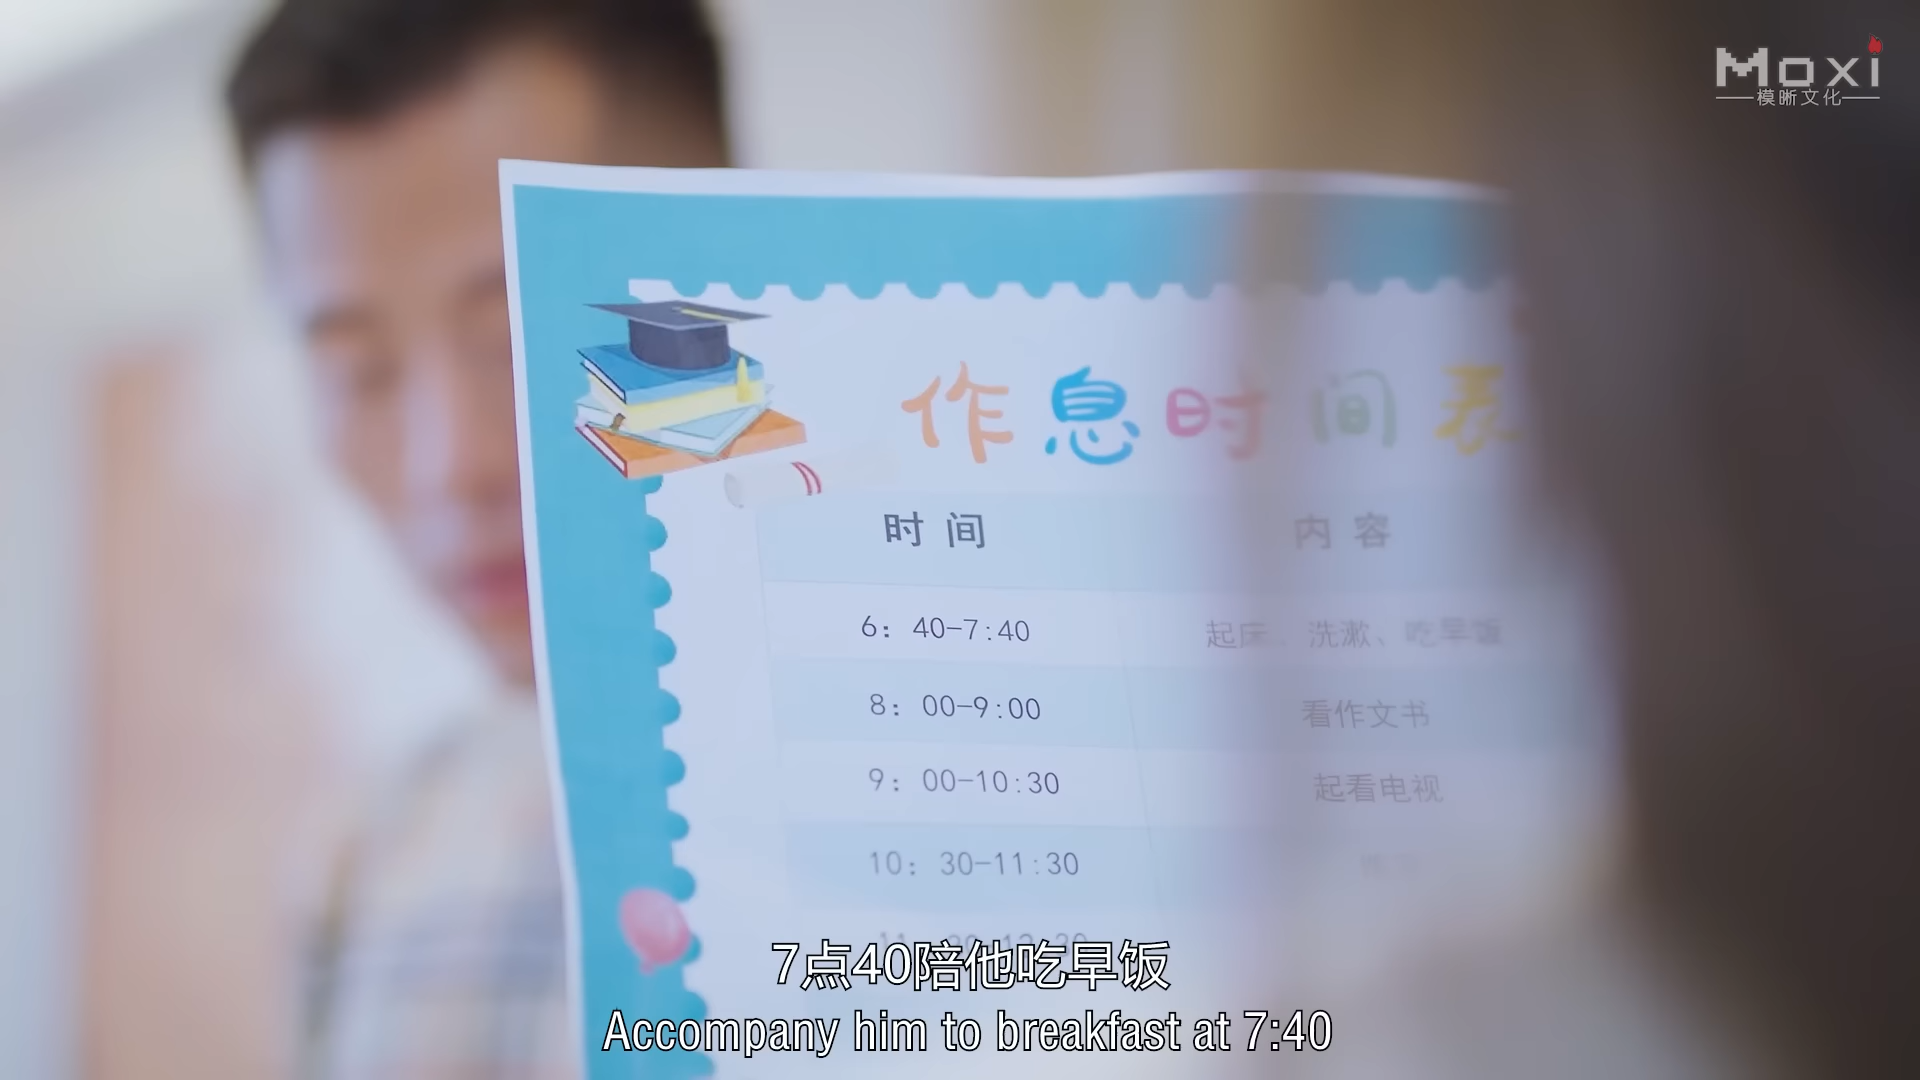 Moxi
模晰文化
作息时间表
时间 内容
6：40-7:40 起床、洗漱、吃早饭
8：00-9:00 看作文书
9：00-10:30 起看电视
10：30-11:30
7点40陪他吃早饭
Accompany him to breakfast at 7:40